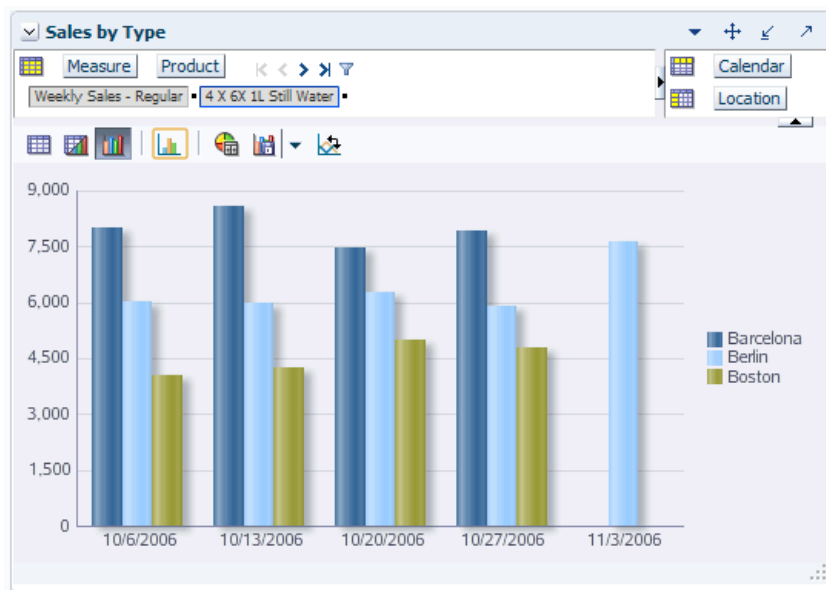 Sales by Type
Measure Product Calendar
Weekly Sales - Regular 4 X 6X 1L Still Water Location
9,000
7,500
6,000
4,500
3,000
1,500
0
10/6/2006 10/13/2006 10/20/2006 10/27/2006 11/3/2006
Barcelona
Berlin
Boston